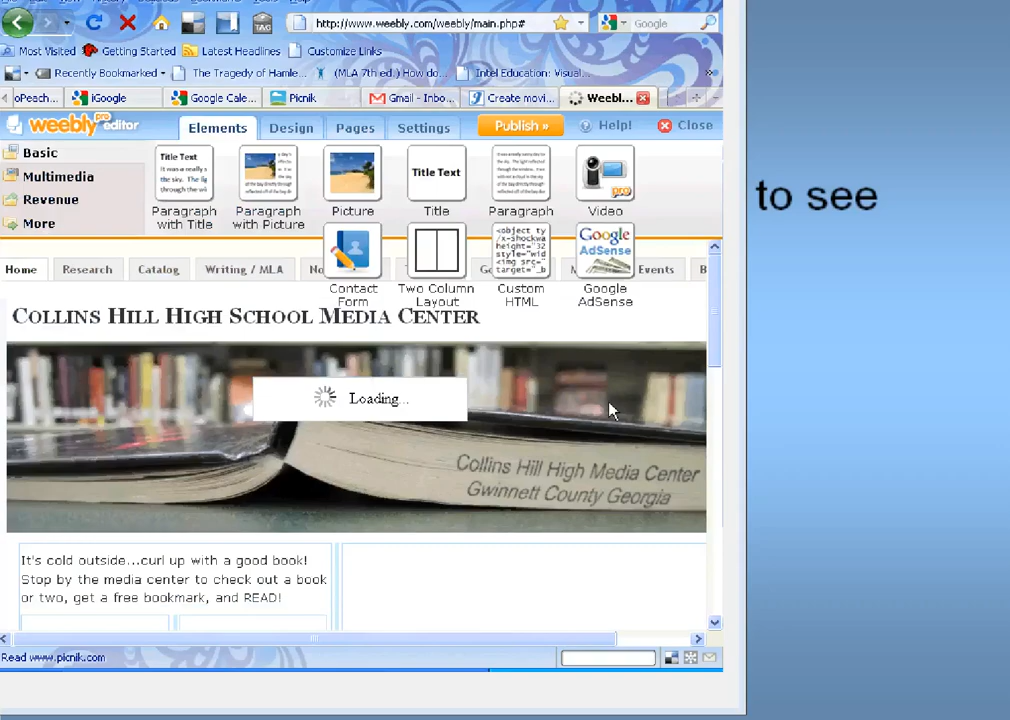 http://www.weebly.com/weebly/main.php#
Google
Most Visited Getting Started Latest Headlines Customize Links
Recently Bookmarked The Tragedy of Hamle... (MLA 7th ed.) How do... Intel Education: Visual...
oPeach... iGoogle Google Cale... Picnik Gmail - Inbo... Create movi... Weebl...
weebly pro editor Elements Design Pages Settings Publish » Help! Close
Basic
Multimedia
Revenue
More
Title Text
Title Text
pro
Paragraph with Title
Paragraph with Picture
Picture
Title
Paragraph
Video
to see
<object ty
Google
AdSense
Contact Form
Two Column Layout
Custom HTML
Google AdSense
Home Research Catalog Writing / MLA Events
COLLINS HILL HIGH SCHOOL MEDIA CENTER
Loading...
Collins Hill High Media Center
Gwinnett County Georgia
It's cold outside...curl up with a good book!
Stop by the media center to check out a book
or two, get a free bookmark, and READ!
Read www.picnik.com